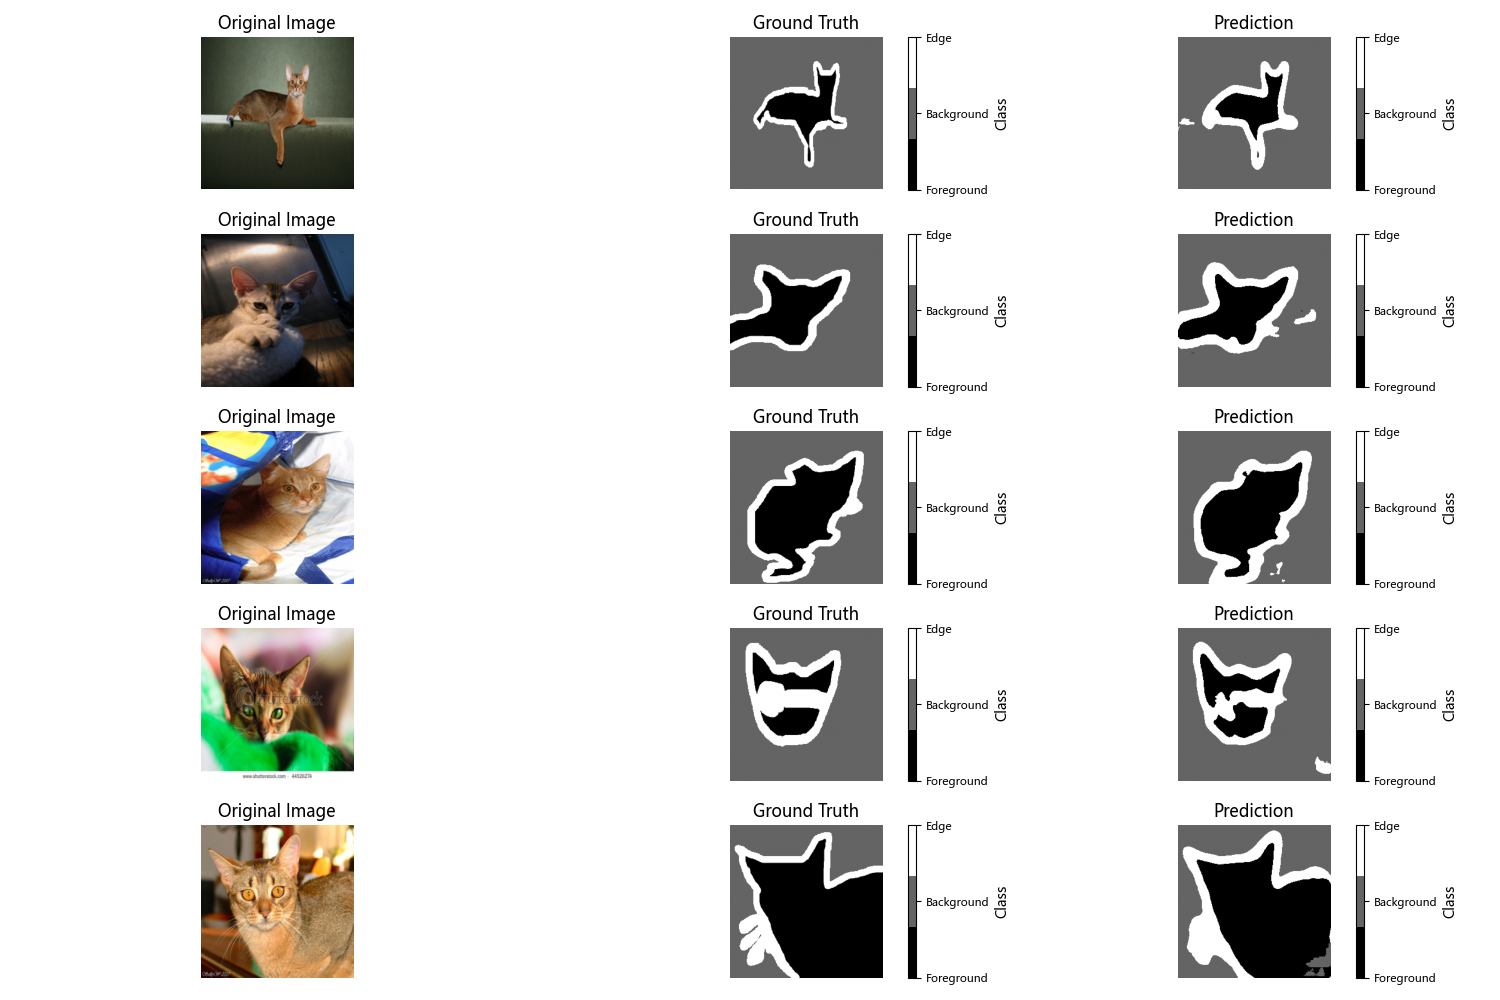 Original Image
Ground Truth
Prediction
Edge
Background
Foreground
Class
Edge
Background
Foreground
Class
Original Image
Ground Truth
Prediction
Edge
Background
Foreground
Class
Edge
Background
Foreground
Class
Original Image
Ground Truth
Prediction
Edge
Background
Foreground
Class
Edge
Background
Foreground
Class
Original Image
Ground Truth
Prediction
shutterstock
www.shutterstock.com
Edge
Background
Foreground
Class
Edge
Background
Foreground
Class
Original Image
Ground Truth
Prediction
Edge
Background
Foreground
Class
Edge
Background
Foreground
Class